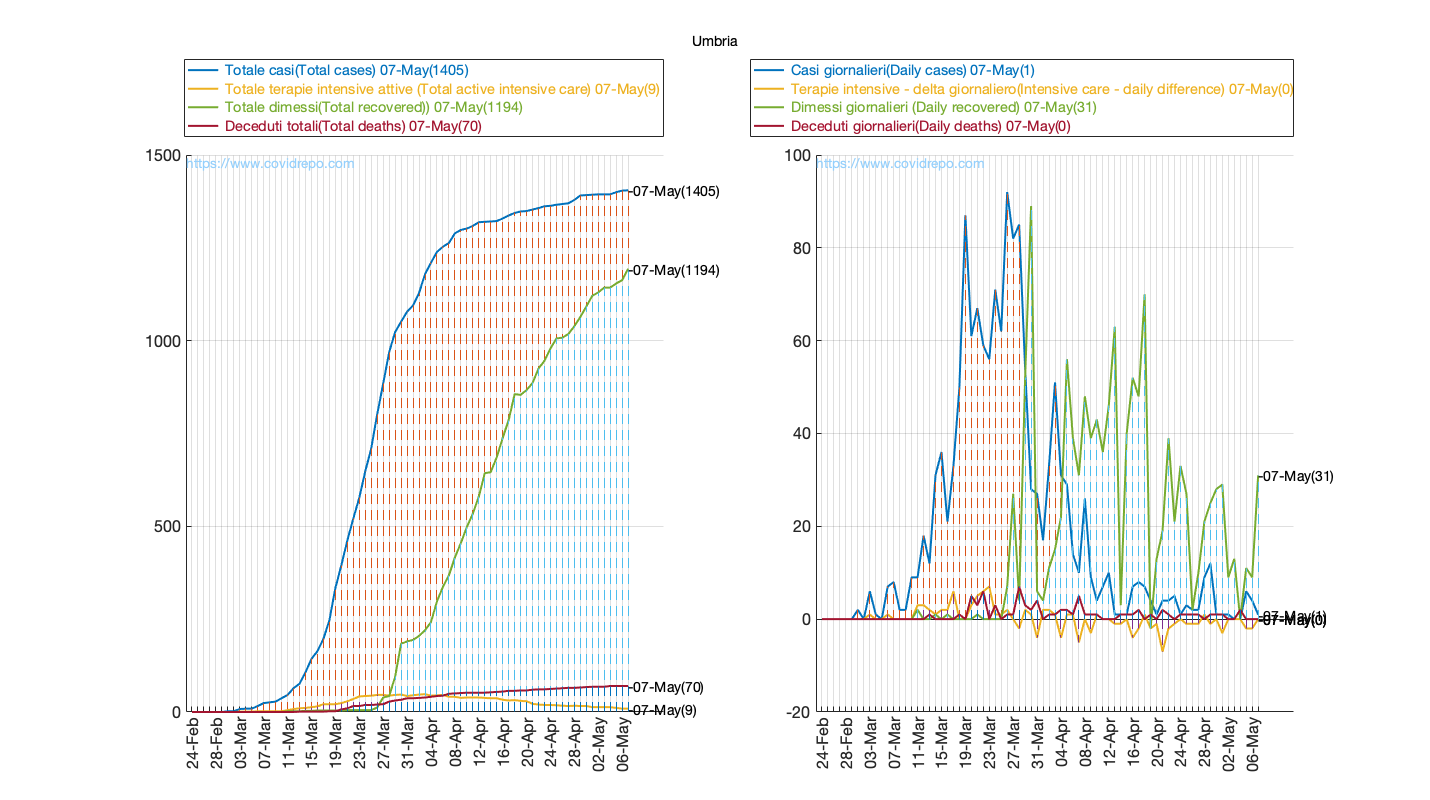 Umbria
Totale casi(Total cases) 07-May(1405)
Totale terapie intensive attive (Total active intensive care) 07-May(9)
Totale dimessi(Total recovered)) 07-May(1194)
Deceduti totali(Total deaths) 07-May(70)
https://www.covidrepo.com
1500
1000
500
0
07-May(1405)
07-May(1194)
07-May(70)
07-May(9)
24-Feb
28-Feb
03-Mar
07-Mar
11-Mar
15-Mar
19-Mar
23-Mar
27-Mar
31-Mar
04-Apr
08-Apr
12-Apr
16-Apr
20-Apr
24-Apr
28-Apr
02-May
06-May
Casi giornalieri(Daily cases) 07-May(1)
Terapie intensive - delta giornaliero(Intensive care - daily difference) 07-May(0)
Dimessi giornalieri (Daily recovered) 07-May(31)
Deceduti giornalieri(Daily deaths) 07-May(0)
https://www.covidrepo.com
100
80
60
40
20
0
-20
07-May(31)
07-May(1)
07-May(0)
24-Feb
28-Feb
03-Mar
07-Mar
11-Mar
15-Mar
19-Mar
23-Mar
27-Mar
31-Mar
04-Apr
08-Apr
12-Apr
16-Apr
20-Apr
24-Apr
28-Apr
02-May
06-May